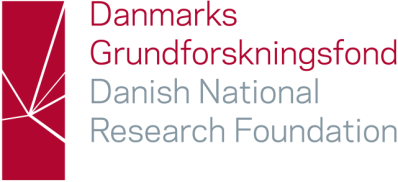 Danmarks
Grundforskningsfond
Danish National
Research Foundation